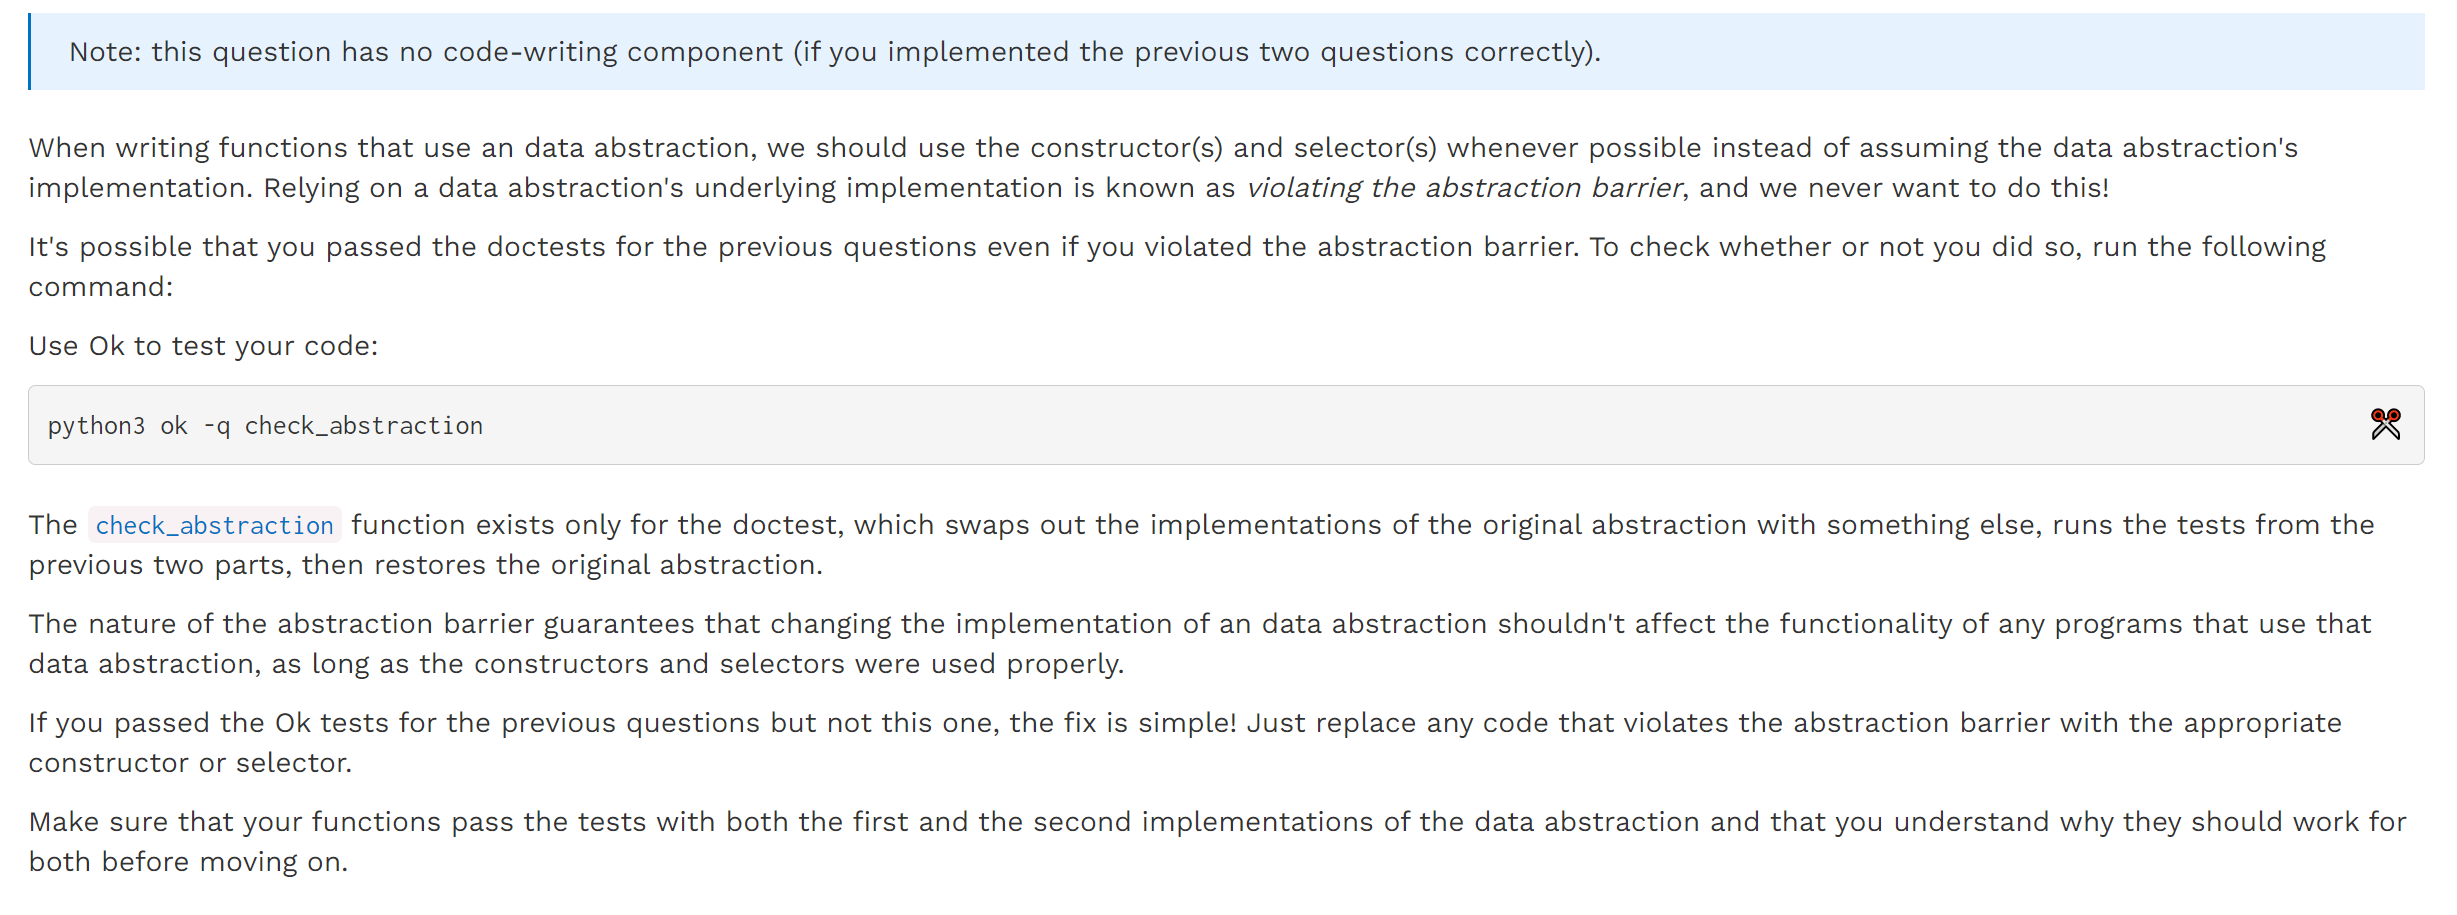 Note: this question has no code-writing component (if you implemented the previous two questions correctly).
When writing functions that use an data abstraction, we should use the constructor(s) and selector(s) whenever possible instead of assuming the data abstraction's
implementation. Relying on a data abstraction's underlying implementation is known as violating the abstraction barrier, and we never want to do this!
It's possible that you passed the doctests for the previous questions even if you violated the abstraction barrier. To check whether or not you did so, run the following
command:
Use Ok to test your code:
python3 ok -q check_abstraction
The check_abstraction function exists only for the doctest, which swaps out the implementations of the original abstraction with something else, runs the tests from the
previous two parts, then restores the original abstraction.
The nature of the abstraction barrier guarantees that changing the implementation of an data abstraction shouldn't affect the functionality of any programs that use that
data abstraction, as long as the constructors and selectors were used properly.
If you passed the Ok tests for the previous questions but not this one, the fix is simple! Just replace any code that violates the abstraction barrier with the appropriate
constructor or selector.
Make sure that your functions pass the tests with both the first and the second implementations of the data abstraction and that you understand why they should work for
both before moving on.